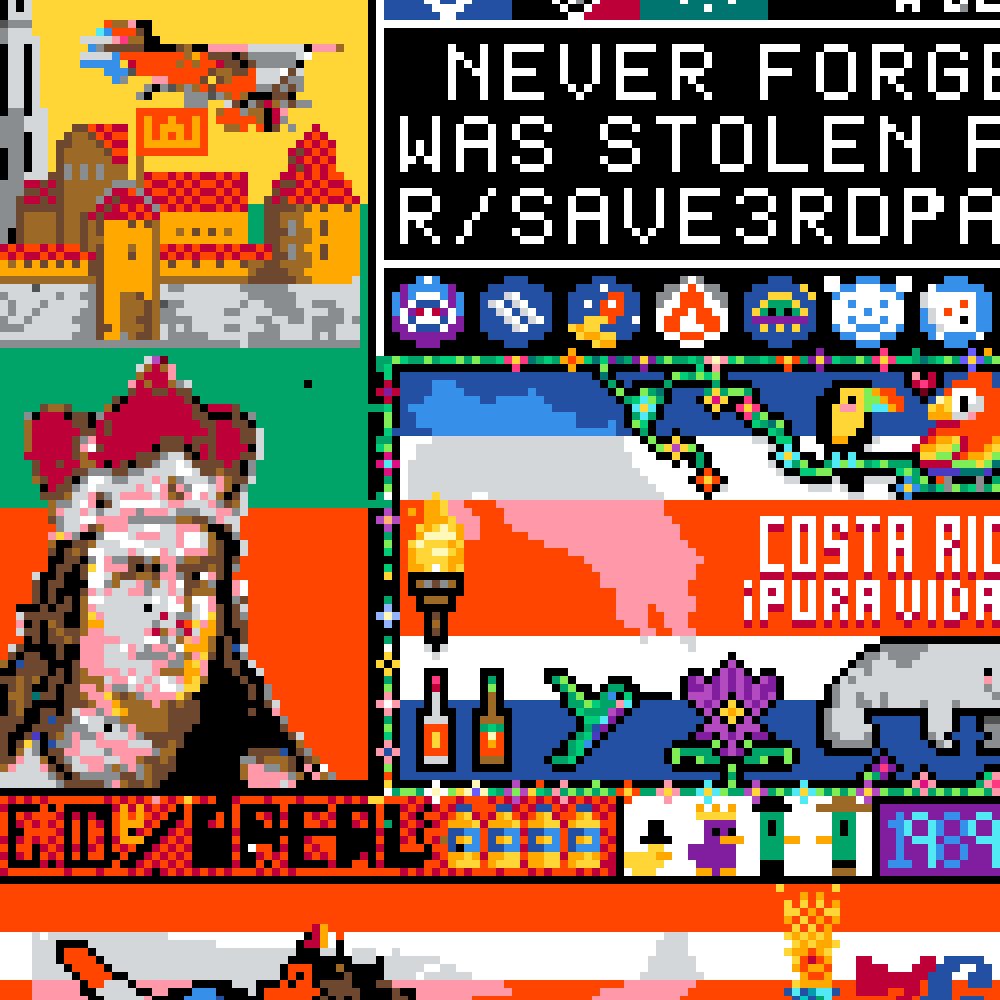 NEVER FORGE
WAS STOLEN
R/SAVE3RDPA
COSTA RIC
¡PURA VIDA
1989